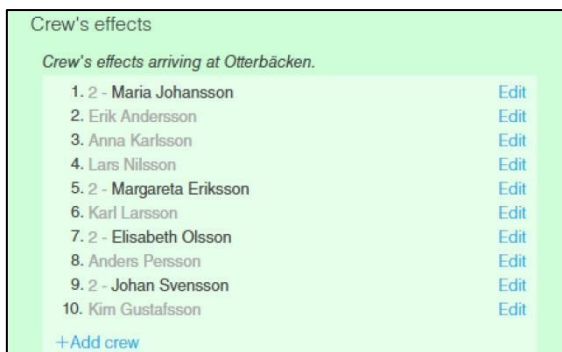 Crew's effects
Crew's effects arriving at Otterbäcken.
1. 2 - Maria Johansson Edit
2. Erik Andersson Edit
3. Anna Karlsson Edit
4. Lars Nilsson Edit
5. 2 - Margareta Eriksson Edit
6. Karl Larsson Edit
7. 2 - Elisabeth Olsson Edit
8. Anders Persson Edit
9. 2 - Johan Svensson Edit
10. Kim Gustafsson Edit
+Add crew